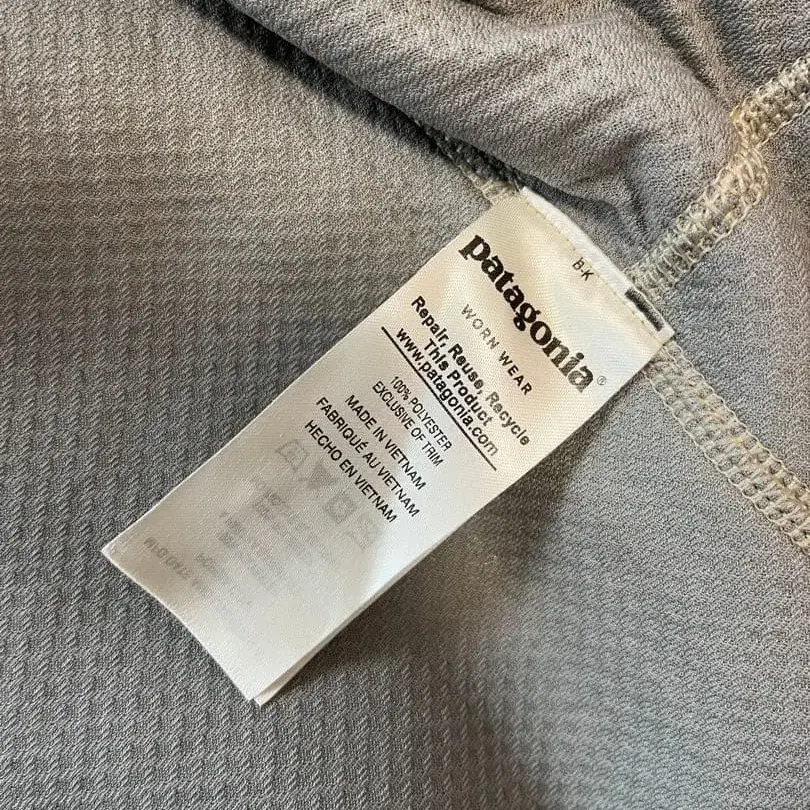 B-K
patagonia®
WORN WEAR
Repair, Reuse, Recycle
This Product
www.patagonia.com
100% POLYESTER
EXCLUSIVE OF TRIM
MADE IN VIETNAM
FABRIQUÉ AU VIETNAM
HECHO EN VIETNAM